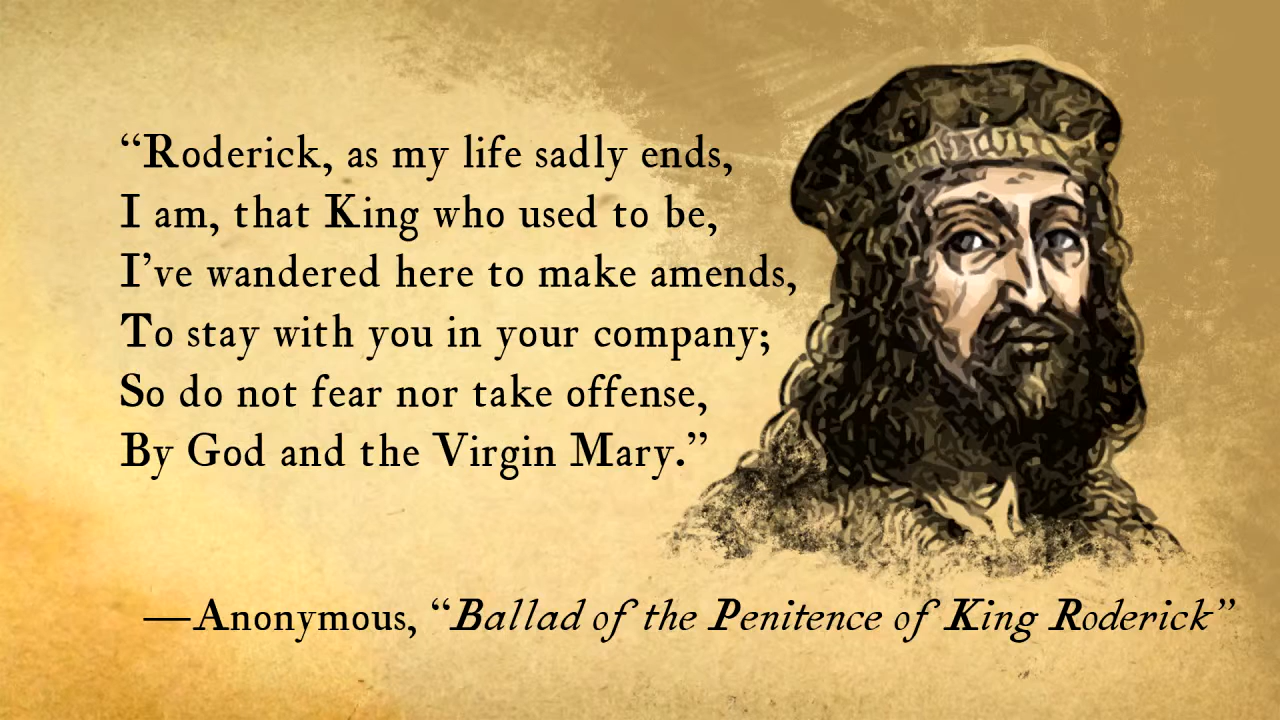 “Roderick, as my life sadly ends,
I am, that King who used to be,
I’ve wandered here to make amends,
To stay with you in your company;
So do not fear nor take offense,
By God and the Virgin Mary.”
—Anonymous, “Ballad of the Penitence of King Roderick”